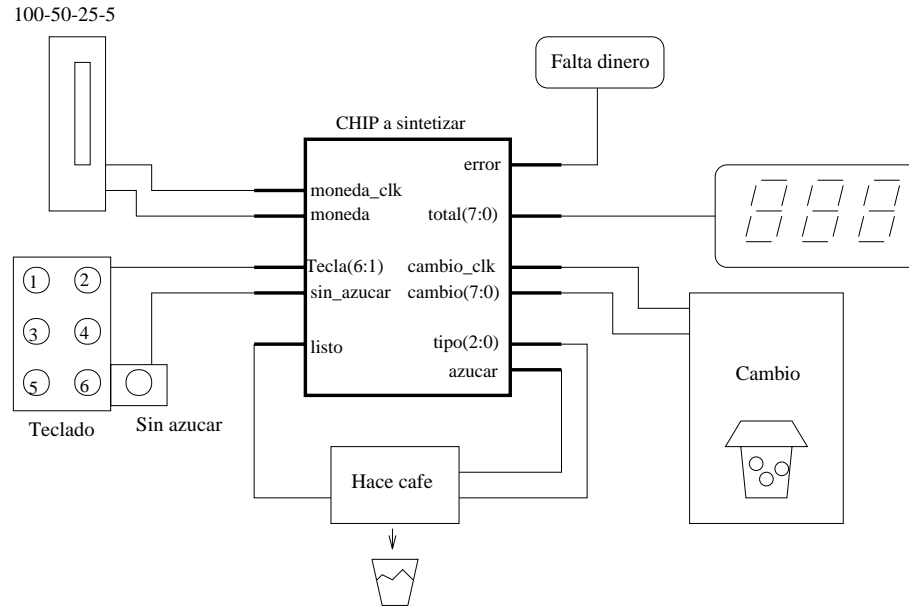 100-50-25-5
Falta dinero
CHIP a sintetizar
error
moneda_clk
moneda
total(7:0)
Tecla(6:1)
cambio_clk
sin_azucar
cambio(7:0)
listo
tipo(2:0)
azucar
1 2
3 4
5 6
Teclado
Sin azucar
Cambio
Hace cafe